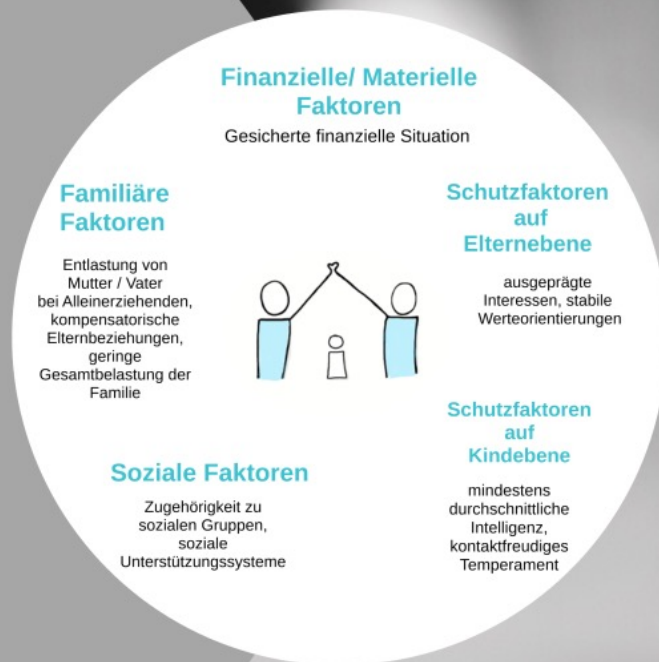 Finanzielle/ Materielle
Faktoren
Gesicherte finanzielle Situation
Familiäre
Faktoren
Entlastung von
Mutter / Vater
bei Alleinerziehenden,
kompensatorische
Elternbeziehungen,
geringe
Gesamtbelastung der
Familie
Schutzfaktoren
auf
Elternebene
ausgeprägte
Interessen, stabile
Werteorientierungen
Schutzfaktoren
auf
Kindebene
mindestens
durchschnittliche
Intelligenz,
kontaktfreudiges
Temperament
Soziale Faktoren
Zugehörigkeit zu
sozialen Gruppen,
soziale
Unterstützungssysteme